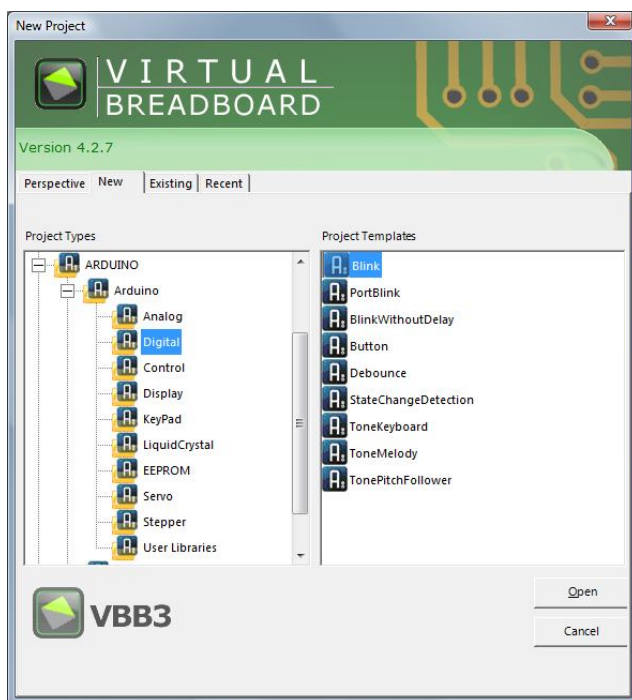 New Project
VIRTUAL
BREADBOARD
Version 4.2.7
Perspective New Existing Recent
Project Types
ARDUINO
Arduino
Analog
Digital
Control
Display
KeyPad
LiquidCrystal
EEPROM
Servo
Stepper
User Libraries
Project Templates
Blink
PortBlink
BlinkWithoutDelay
Button
Debounce
StateChangeDetection
ToneKeyboard
ToneMelody
TonePitchFollower
VBB3
Open
Cancel